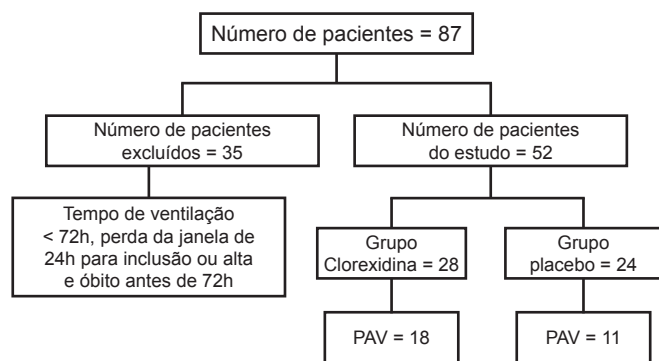 Número de pacientes = 87
Número de pacientes
excluídos = 35
Número de pacientes
do estudo = 52
Tempo de ventilação
< 72h, perda da janela de
24h para inclusão ou alta
e óbito antes de 72h
Grupo
Clorexidina = 28
Grupo
placebo = 24
PAV = 18
PAV = 11